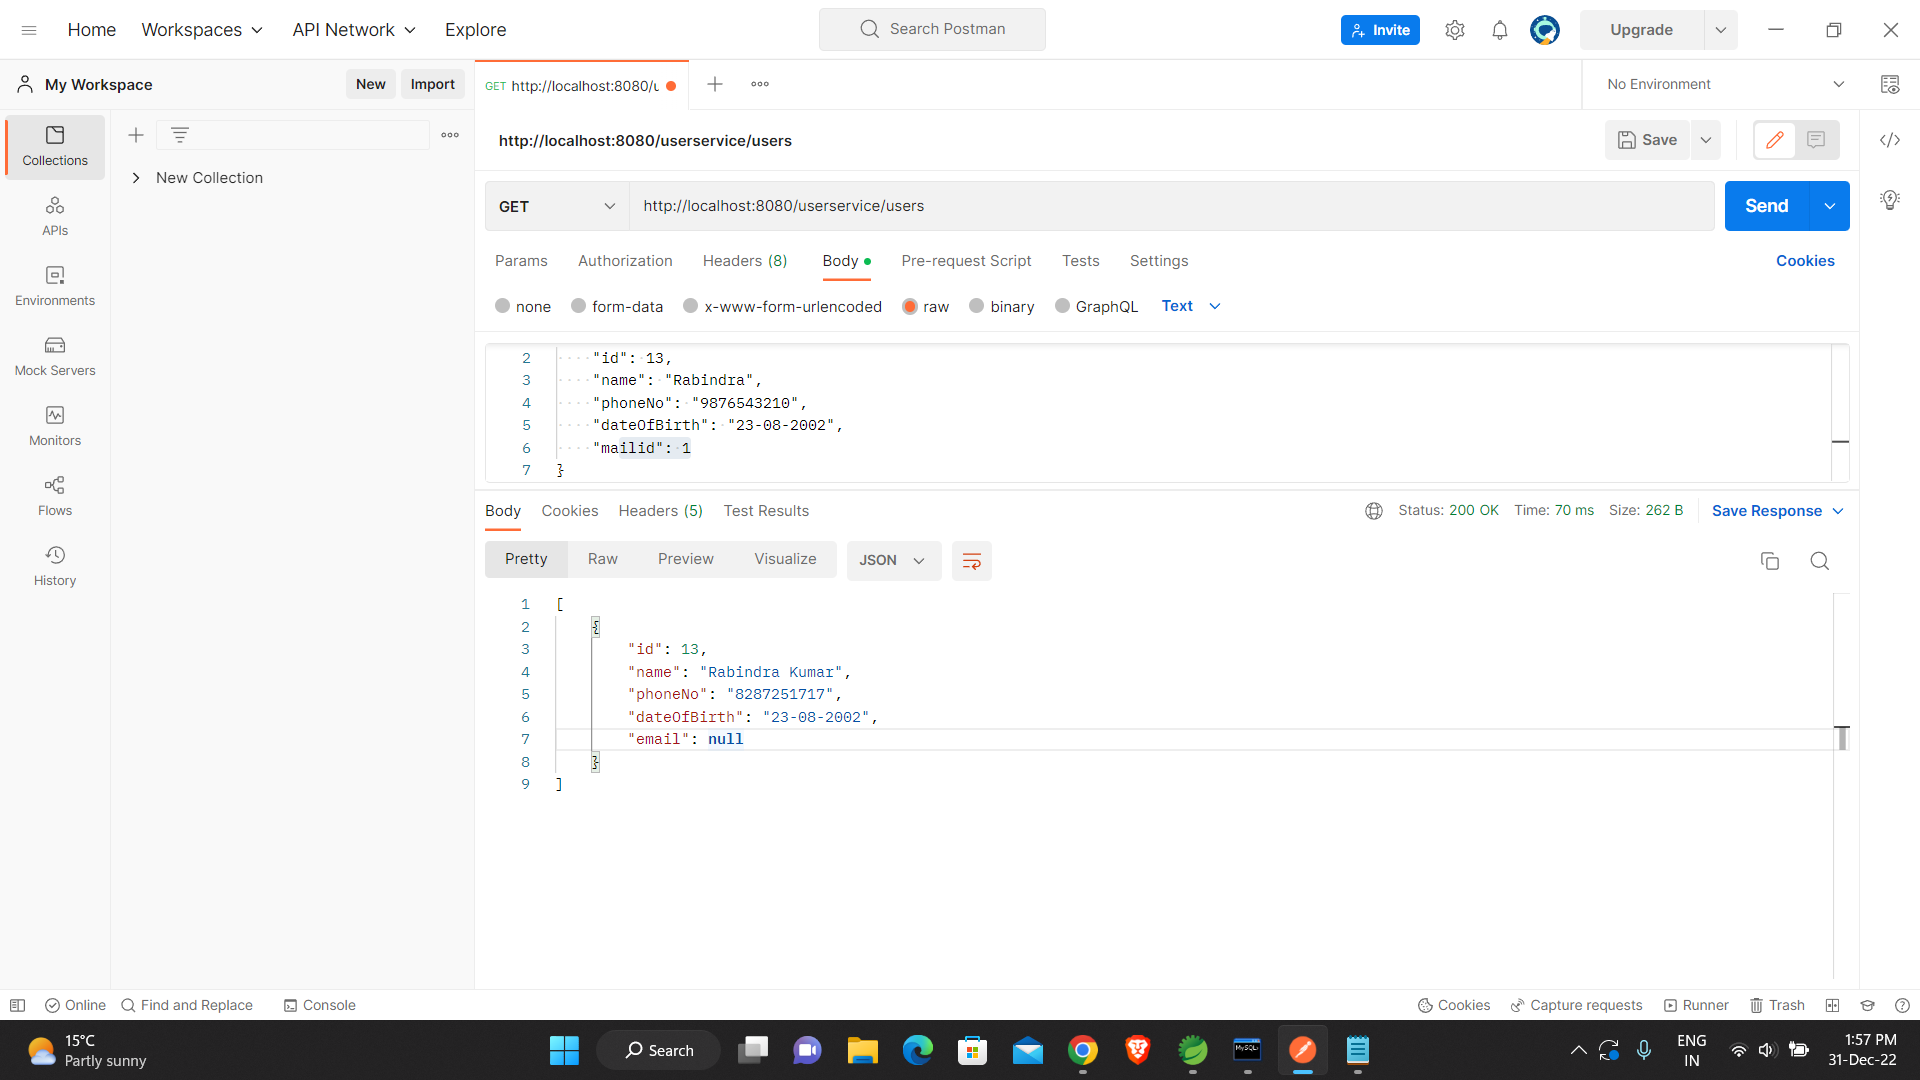 Home Workspaces API Network Explore Search Postman Invite Upgrade
My Workspace New Import GET http://localhost:8080/u No Environment
http://localhost:8080/userservice/users Save
Collections
New Collection
GET http://localhost:8080/userservice/users Send
APIs
Params Authorization Headers (8) Body Pre-request Script Tests Settings Cookies
Environments
none form-data x-www-form-urlencoded raw binary GraphQL Text
Mock Servers
2 "id": 13,
3 "name": "Rabindra",
4 "phoneNo": "9876543210",
5 "dateOfBirth": "23-08-2002",
6 "mailid": 1
7 }
Monitors
Flows
History
Body Cookies Headers (5) Test Results Status: 200 OK Time: 70 ms Size: 262 B Save Response
Pretty Raw Preview Visualize JSON
1 [
2 {
3 "id": 13,
4 "name": "Rabindra Kumar",
5 "phoneNo": "8287251717",
6 "dateOfBirth": "23-08-2002",
7 "email": null
8 }
9 ]
Online Find and Replace Console Cookies Capture requests Runner Trash
15°C
Partly sunny
Search
MySQL
ENG
IN
1:57 PM
31-Dec-22